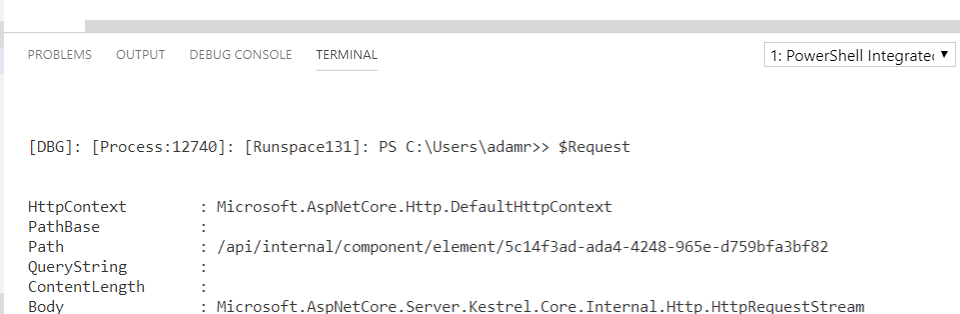 PROBLEMS OUTPUT DEBUG CONSOLE TERMINAL 1: PowerShell Integrated
[DBG]: [Process:12740]: [Runspace131]: PS C:\Users\adamr>> $Request
HttpContext : Microsoft.AspNetCore.Http.DefaultHttpContext
PathBase :
Path : /api/internal/component/element/5c14f3ad-ada4-4248-965e-d759bfa3bf82
QueryString :
ContentLength :
Body : Microsoft.AspNetCore.Server.Kestrel.Core.Internal.Http.HttpRequestStream